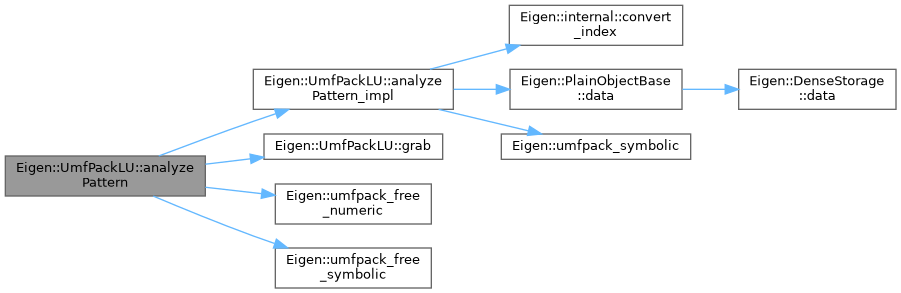 Eigen::UmfPackLU::analyze
Pattern
Eigen::UmfPackLU::analyze
Pattern_impl
Eigen::internal::convert
_index
Eigen::PlainObjectBase
::data
Eigen::DenseStorage
::data
Eigen::umfpack_symbolic
Eigen::UmfPackLU::grab
Eigen::umfpack_free
_numeric
Eigen::umfpack_free
_symbolic